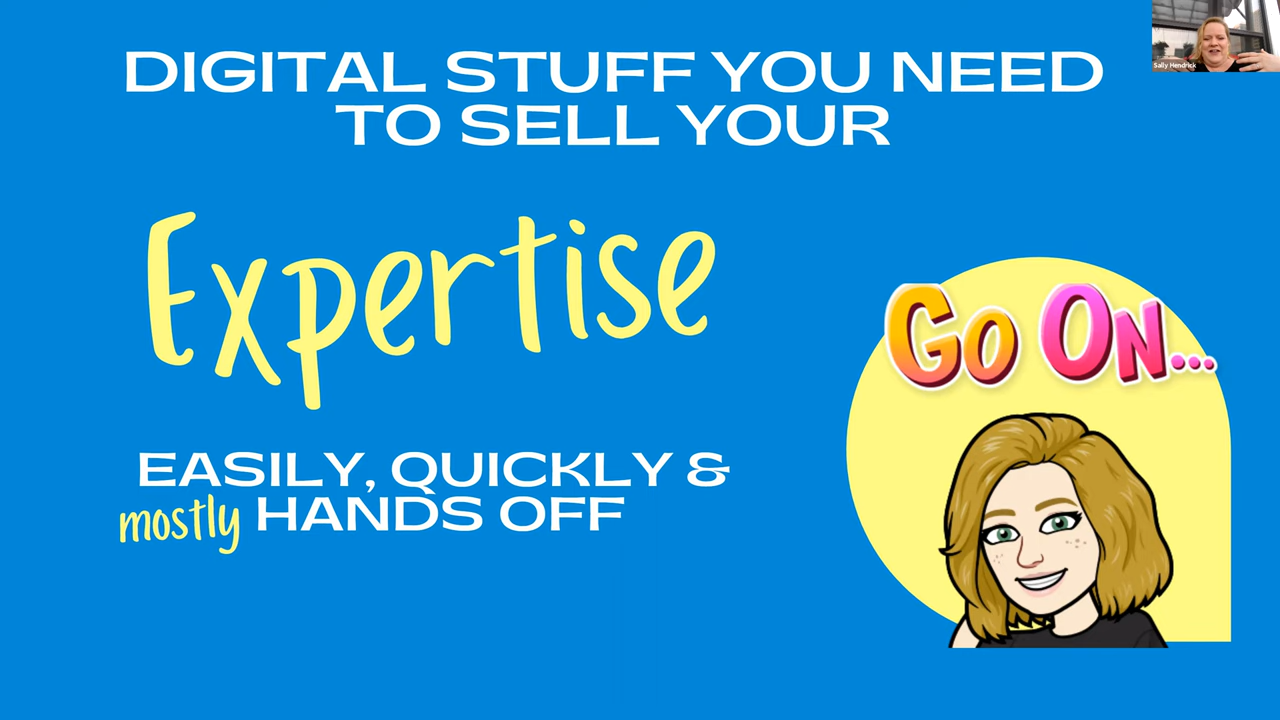 DIGITAL STUFF YOU NEED
TO SELL YOUR
Expertise
EASILY, QUICKLY &
mostly HANDS OFF
GO ON...
Sally Hendrick